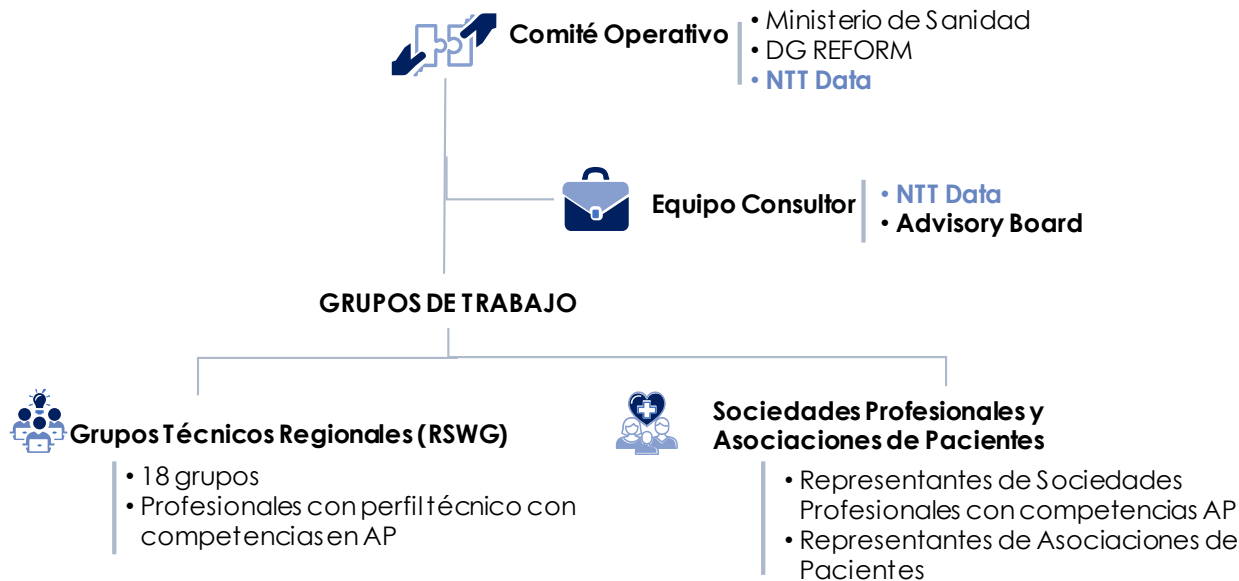 Comité Operativo
• Ministerio de Sanidad
• DG REFORM
• NTT Data
Equipo Consultor
• NTT Data
• Advisory Board
GRUPOS DE TRABAJO
Grupos Técnicos Regionales (RSWG)
• 18 grupos
• Profesionales con perfil técnico con
competencias en AP
Sociedades Profesionales y
Asociaciones de Pacientes
• Representantes de Sociedades
Profesionales con competencias AP
• Representantes de Asociaciones de
Pacientes